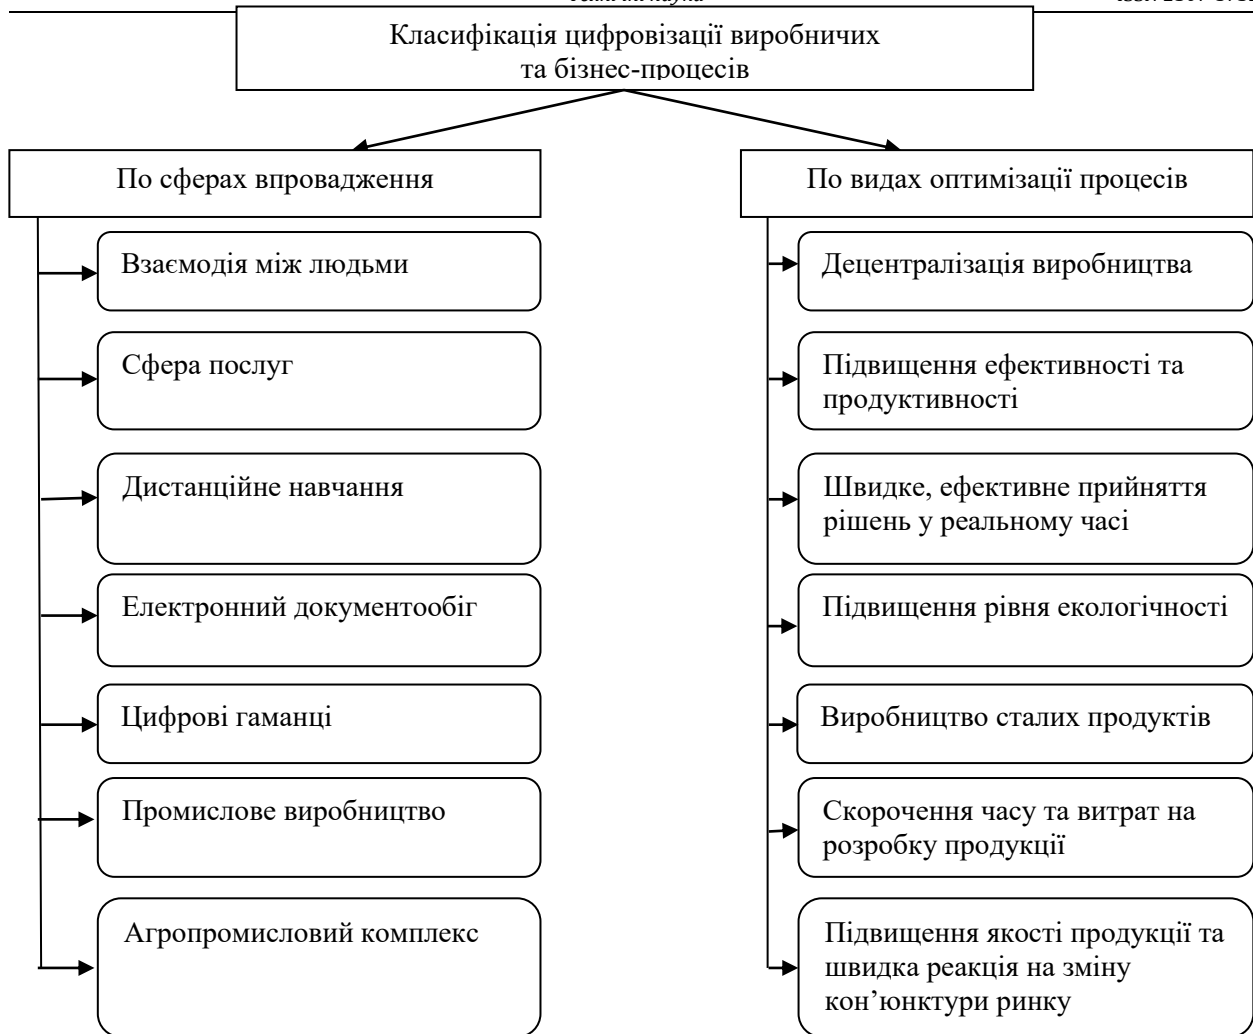 Класифікація цифровізації виробничих
та бізнес-процесів
По сферах впровадження
Взаємодія між людьми
Сфера послуг
Дистанційне навчання
Електронний документообіг
Цифрові гаманці
Промислове виробництво
Агропромисловий комплекс
По видах оптимізації процесів
Децентралізація виробництва
Підвищення ефективності та
продуктивності
Швидке, ефективне прийняття
рішень у реальному часі
Підвищення рівня екологічності
Виробництво сталих продуктів
Скорочення часу та витрат на
розробку продукції
Підвищення якості продукції та
швидка реакція на зміну
кон’юнктури ринку